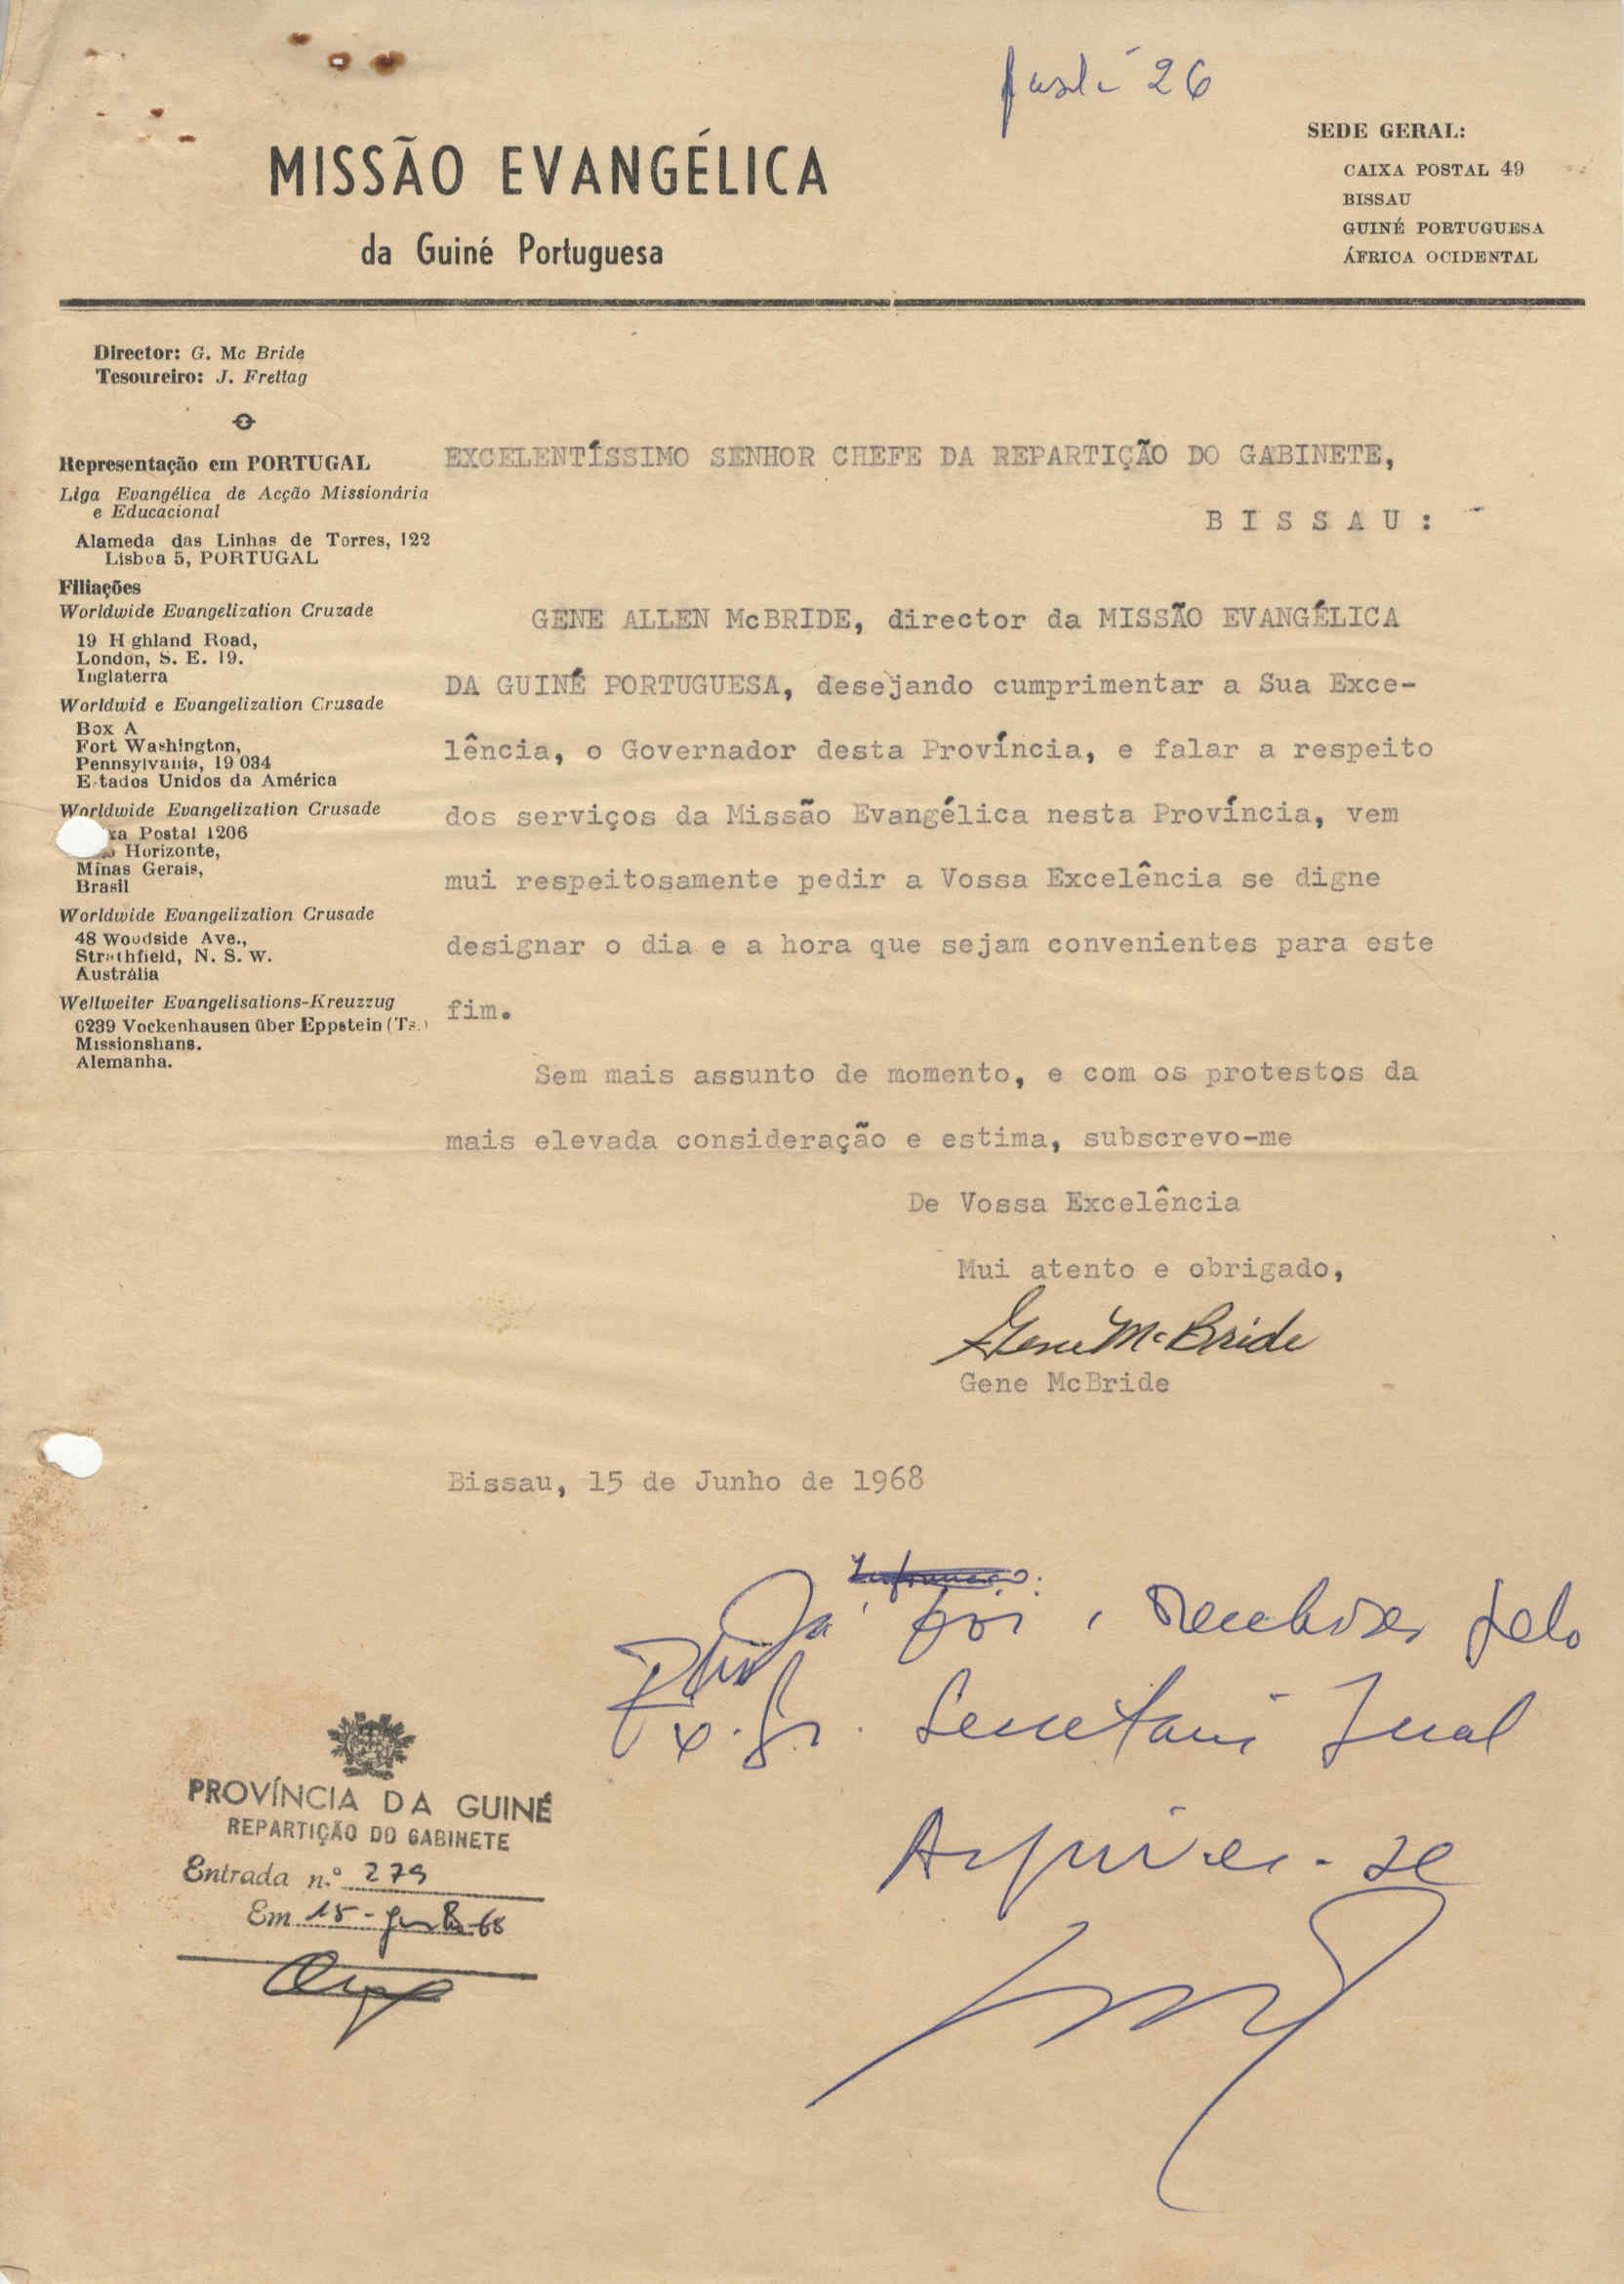 26
MISSÃO EVANGÉLICA
da Guiné Portuguesa
SEDE GERAL:
CAIXA POSTAL 49
BISSAU
GUINÉ PORTUGUESA
ÁFRICA OCIDENTAL
Director: G. Mc Bride
Tesoureiro: J. Freitag
Representação em PORTUGAL
Liga Evangélica de Acção Missionária
e Educacional
Alameda das Linhas de Torres, 122
Lisboa 5, PORTUGAL
Filiações
Worldwide Evangelization Cruzade
19 H ghland Road,
London, S. E. 19.
Inglaterra
Worldwid e Evangelization Crusade
Box A
Fort Washington,
Pennsylvania, 19 034
E tados Unidos da América
Worldwide Evangelization Crusade
xa Postal 1206
Horizonte,
Minas Gerais,
Brasil
Worldwide Evangelization Crusade
48 Woodside Ave.,
Strathfield, N. S. W.
Austrália
Weltweiter Evangelisations-Kreuzzug
6239 Vockenhausen über Eppstein (Ts.)
Missionshans.
Alemanha.
EXCELENTÍSSIMO SENHOR CHEFE DA REPARTIÇÃO DO GABINETE,
B I S S A U :
GENE ALLEN McBRIDE, director da MISSÃO EVANGÉLICA
DA GUINÉ PORTUGUESA, desejando cumprimentar a Sua Exce-
lência, o Governador desta Província, e falar a respeito
dos serviços da Missão Evangélica nesta Província, vem
mui respeitosamente pedir a Vossa Excelência se digne
designar o dia e a hora que sejam convenientes para este
fim.
Sem mais assunto de momento, e com os protestos da
mais elevada consideração e estima, subscrevo-me
De Vossa Excelência
Mui atento e obrigado,
Gene McBride
Gene McBride
Bissau, 15 de Junho de 1968
Já foi recebido pelo
Ex. Sr. Secretário Geral
Arquive-se
PROVÍNCIA DA GUINÉ
REPARTIÇÃO DO GABINETE
Entrada n.º 279
Em 15-Junho-68